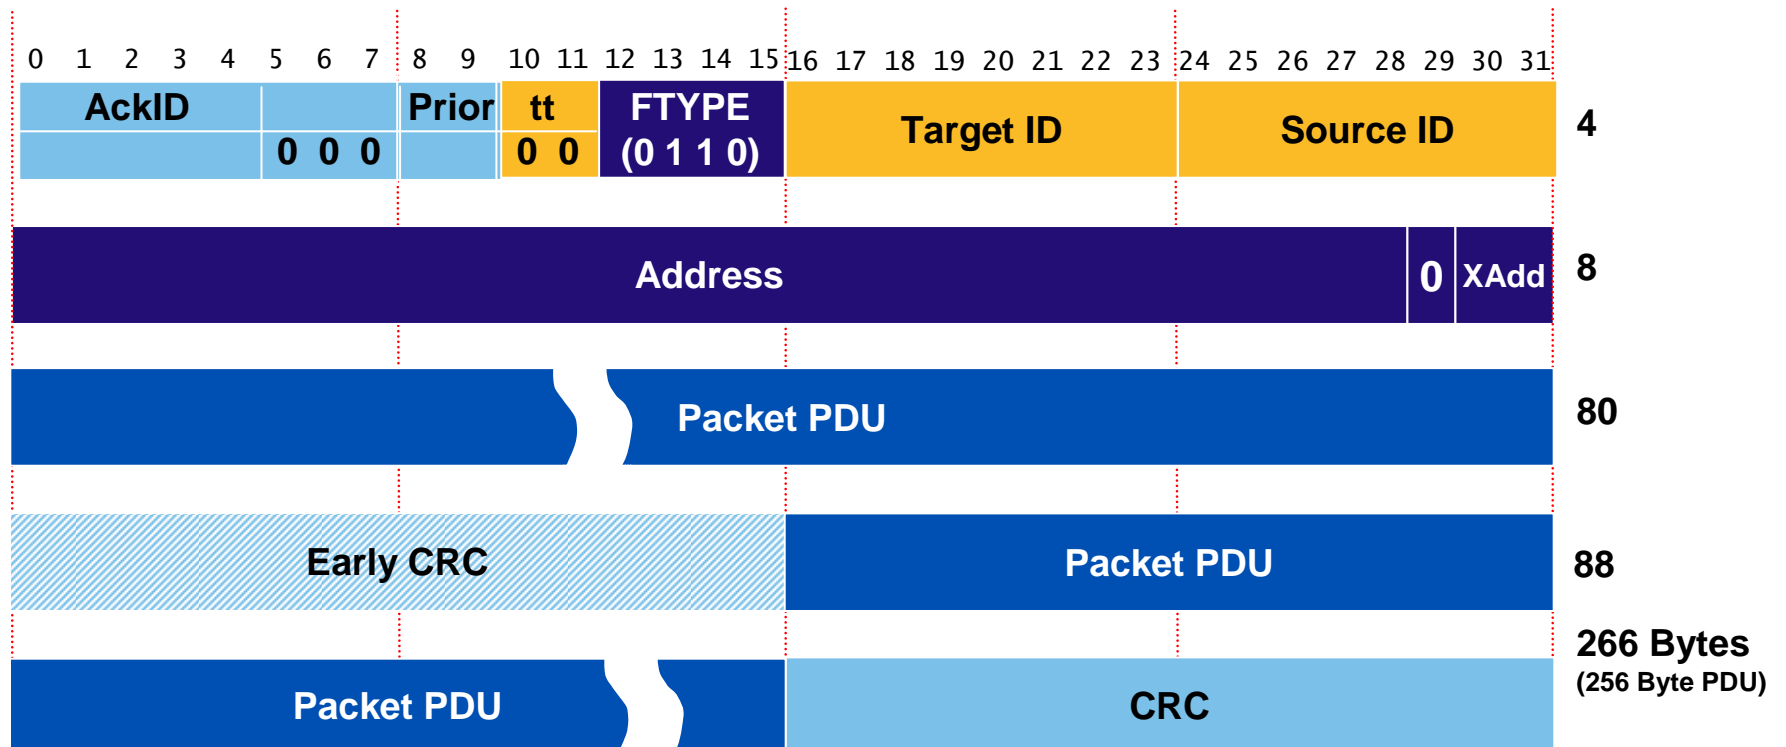 0 1 2 3 4 5 6 7 8 9 10 11 12 13 14 15 16 17 18 19 20 21 22 23 24 25 26 27 28 29 30 31
AckID Prior tt FTYPE Target ID Source ID 4
0 0 0 0 0 (0 1 1 0)
Address 0 XAdd 8
Packet PDU 80
Early CRC Packet PDU 88
266 Bytes
(256 Byte PDU)
Packet PDU CRC